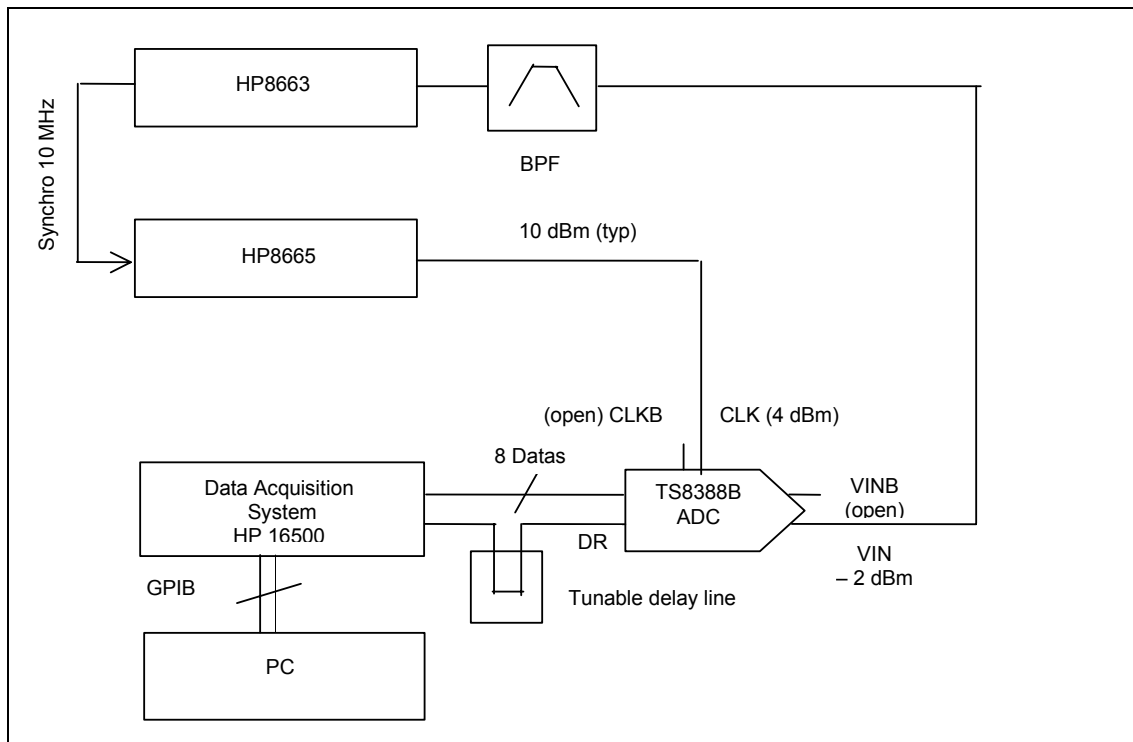 HP8663
BPF
Synchro 10 MHz
10 dBm (typ)
HP8665
(open) CLKB
CLK (4 dBm)
8 Datas
Data Acquisition
System
HP 16500
TS8388B
ADC
VINB
(open)
DR
VIN
– 2 dBm
GPIB
Tunable delay line
PC